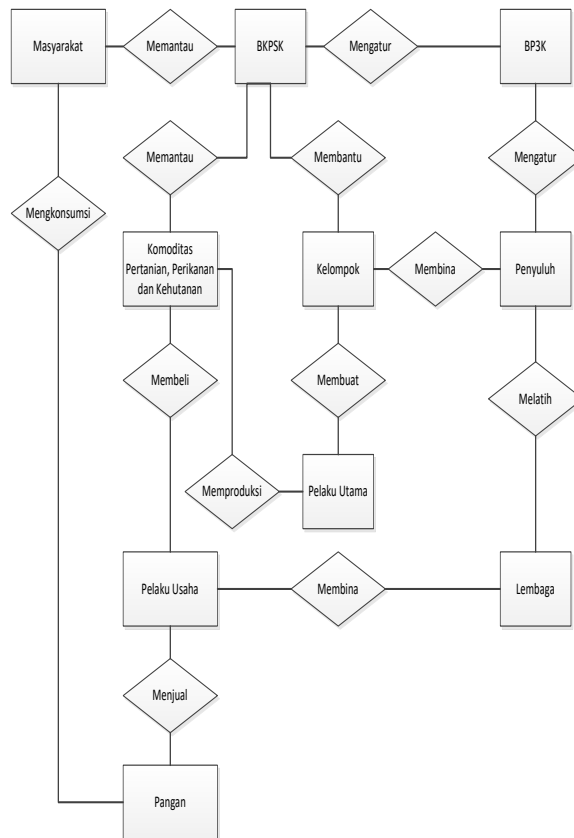 Masyarakat
Memantau
BKPSK
Mengatur
BP3K
Memantau
Membantu
Mengatur
Mengkonsumsi
Komoditas
Pertanian, Perikanan
dan Kehutanan
Kelompok
Membina
Penyuluh
Membeli
Membuat
Melatih
Memproduksi
Pelaku Utama
Pelaku Usaha
Membina
Lembaga
Menjual
Pangan